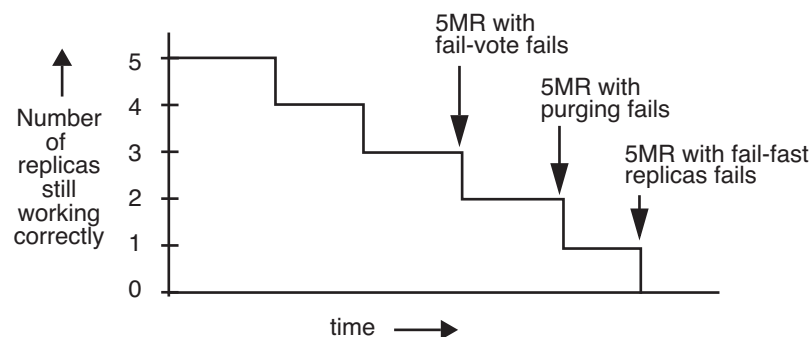 5MR with
fail-vote fails
5MR with
purging fails
5MR with fail-fast
replicas fails
Number
of
replicas
still
working
correctly
5
4
3
2
1
0
time